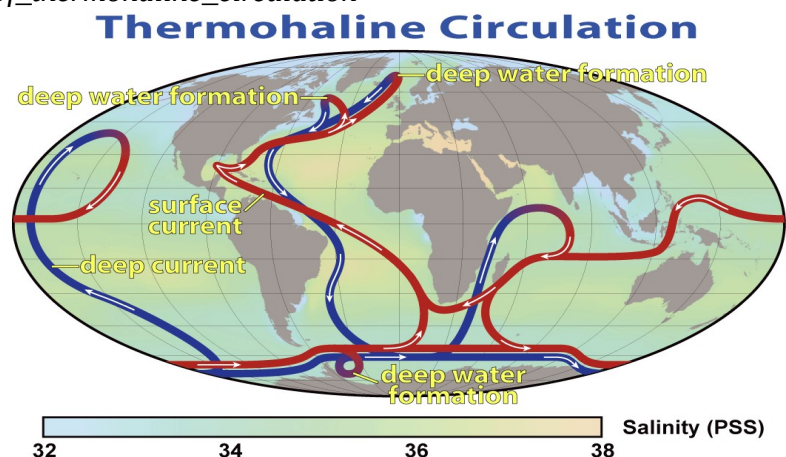 Thermohaline Circulation
deep water formation
deep water formation
surface
current
deep current
deep water
formation
Salinity (PSS)
32 34 36 38